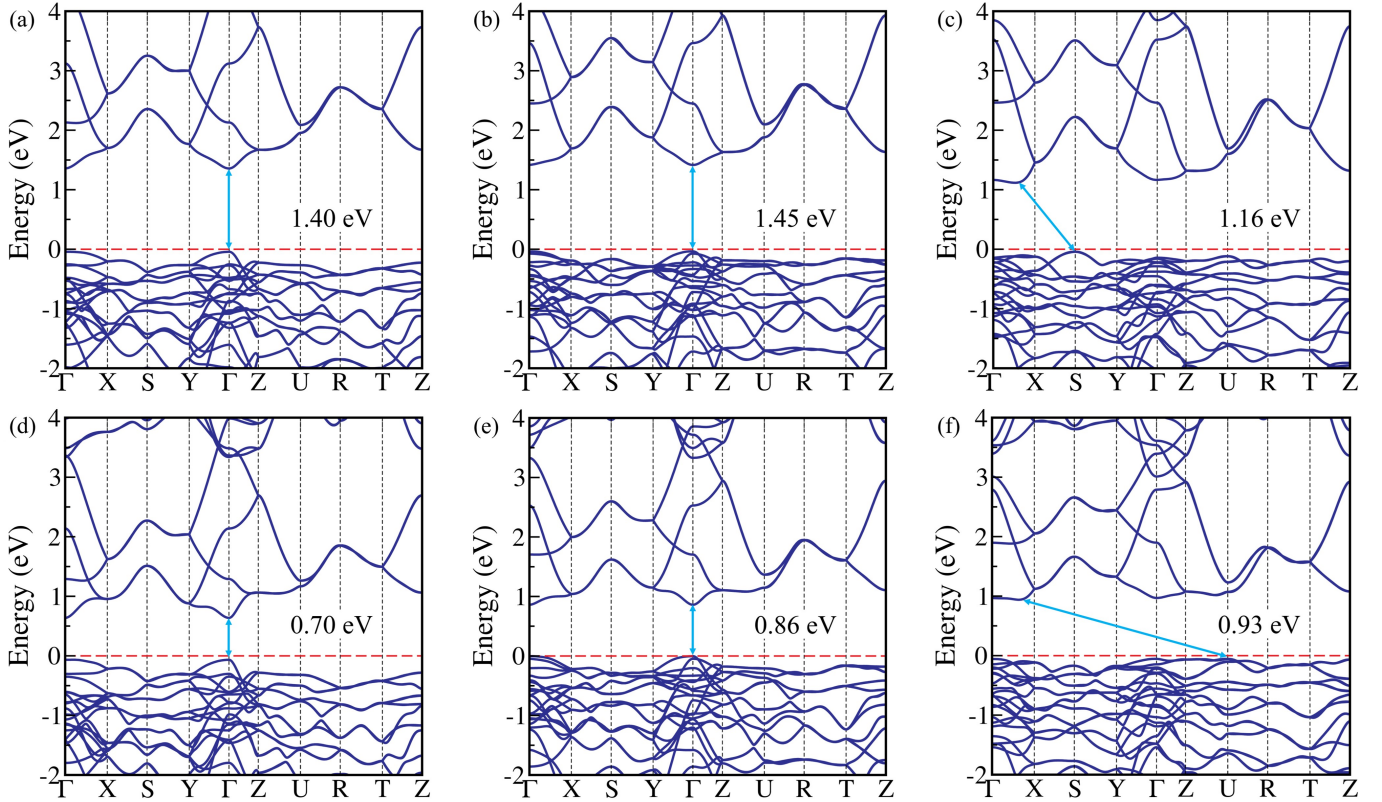 (a)
Energy (eV)
4
3
2
1
0
-1
-2
1.40 eV
Γ X S Y Γ Z U R T Z
(b)
Energy (eV)
4
3
2
1
0
-1
-2
1.45 eV
Γ X S Y Γ Z U R T Z
(c)
Energy (eV)
4
3
2
1
0
-1
-2
1.16 eV
Γ X S Y Γ Z U R T Z
(d)
Energy (eV)
4
3
2
1
0
-1
-2
0.70 eV
Γ X S Y Γ Z U R T Z
(e)
Energy (eV)
4
3
2
1
0
-1
-2
0.86 eV
Γ X S Y Γ Z U R T Z
(f)
Energy (eV)
4
3
2
1
0
-1
-2
0.93 eV
Γ X S Y Γ Z U R T Z